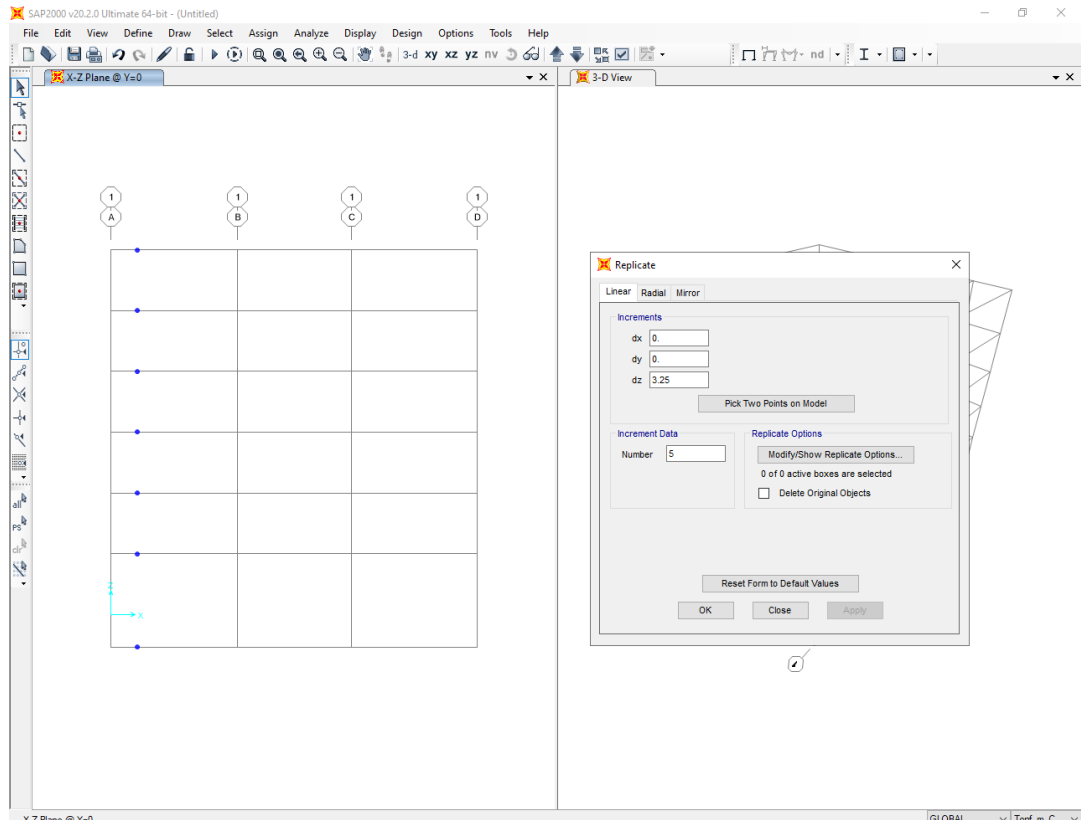 SAP2000 v20.2.0 Ultimate 64-bit - (Untitled)
File Edit View Define Draw Select Assign Analyze Display Design Options Tools Help
3-d xy xz yz nv nd
X-Z Plane @ Y=0
3-D View
1 1 1 1
A B C D
Z
X
all
PS
clr
Replicate
Linear Radial Mirror
Increments
dx 0.
dy 0.
dz 3.25
Pick Two Points on Model
Increment Data
Number 5
Replicate Options
Modify/Show Replicate Options...
0 of 0 active boxes are selected
Delete Original Objects
Reset Form to Default Values
OK Close Apply
X-Z Plane @ Y=0
GLOBAL
Tonf, m, C